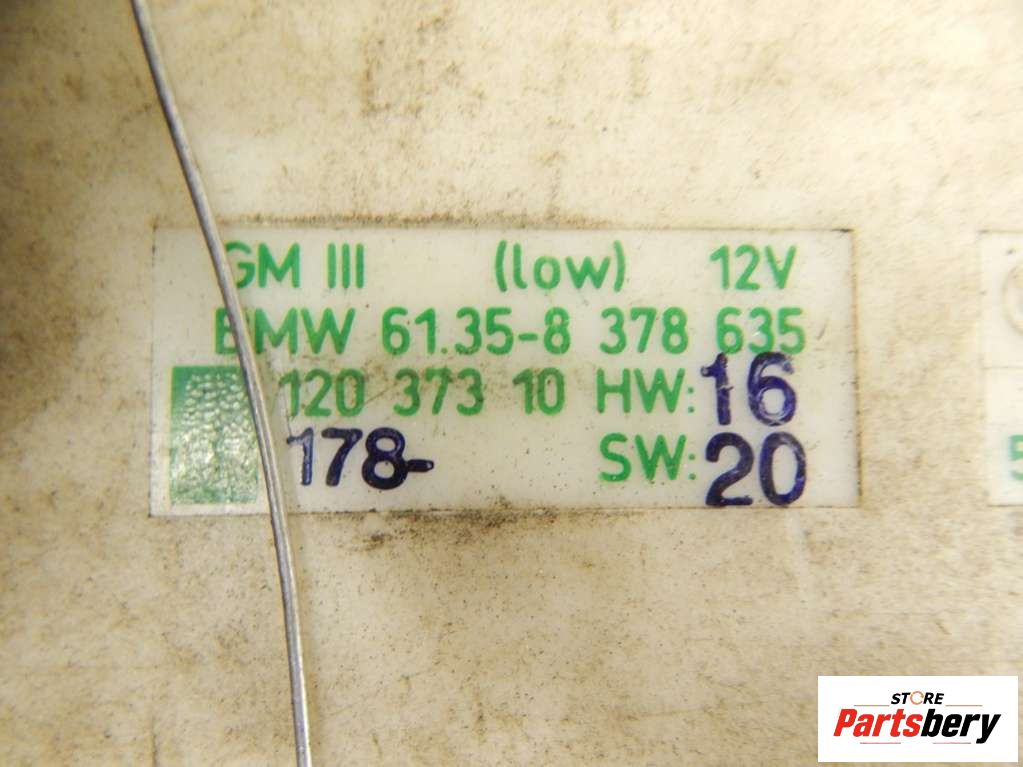 GM III (low) 12V
BMW 61.35-8 378 635
120 373 10 HW: 16
178- SW: 20
5
STORE
Partsbery